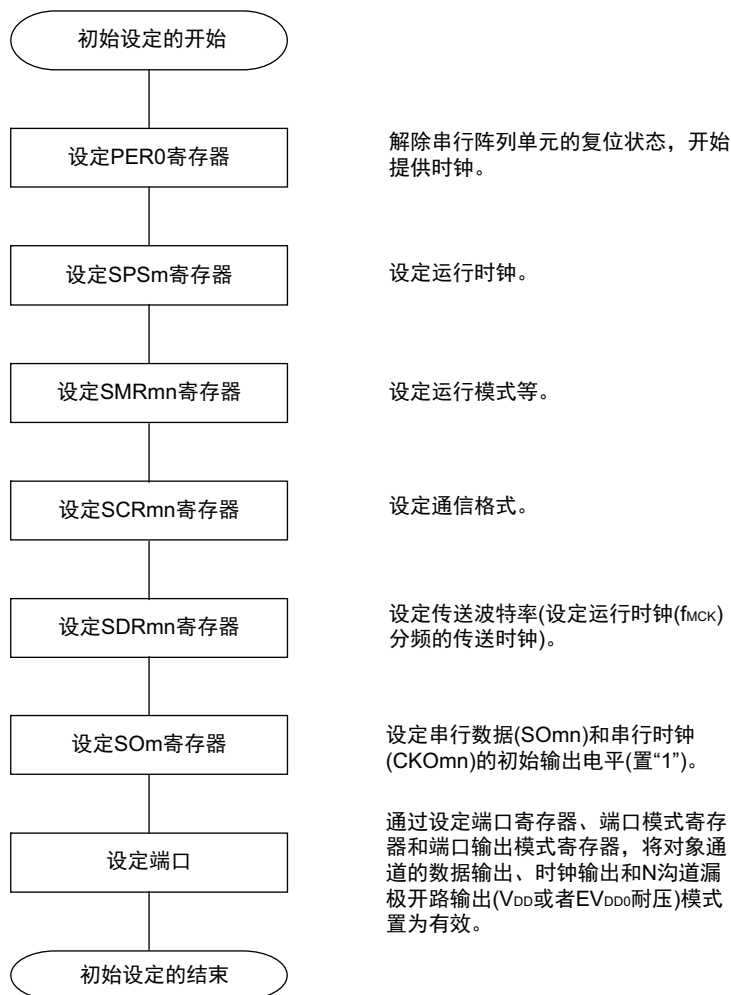 初始设定的开始
设定PER0寄存器
解除串行阵列单元的复位状态，开始
提供时钟。
设定SPSm寄存器
设定运行时钟。
设定SMRmn寄存器
设定运行模式等。
设定SCRmn寄存器
设定通信格式。
设定SDRmn寄存器
设定传送波特率(设定运行时钟(fMCK)
分频的传送时钟)。
设定SOm寄存器
设定串行数据(SOmn)和串行时钟
(CKOmn)的初始输出电平(置“1”)。
设定端口
通过设定端口寄存器、端口模式寄存
器和端口输出模式寄存器，将对象通
道的数据输出、时钟输出和N沟道漏
极开路输出(VDD或者EVDD0耐压)模式
置为有效。
初始设定的结束